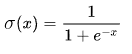 σ(x) = 1 / (1 + e^{-x})